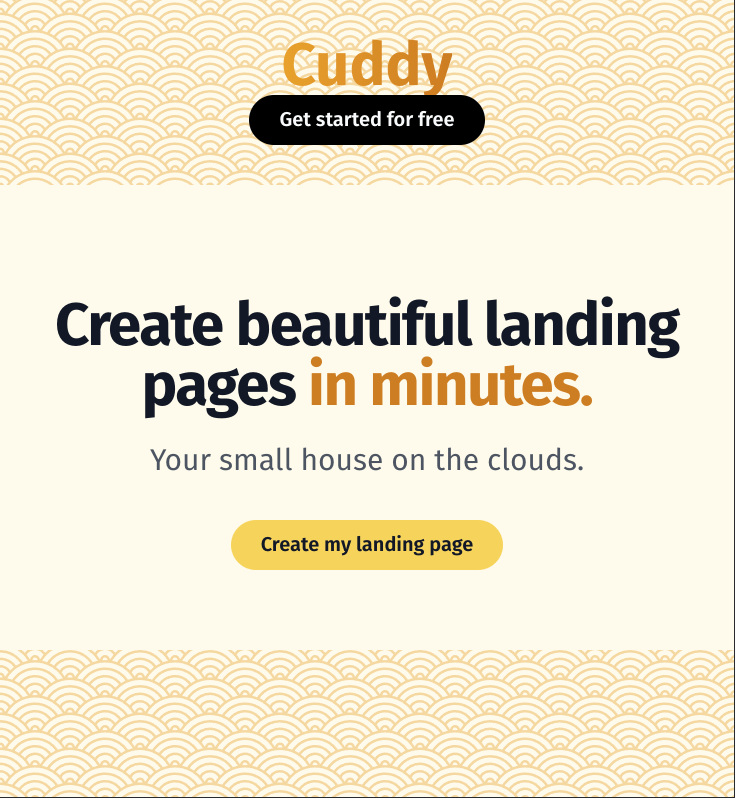 Cuddy
Get started for free
Create beautiful landing
pages in minutes.
Your small house on the clouds.
Create my landing page